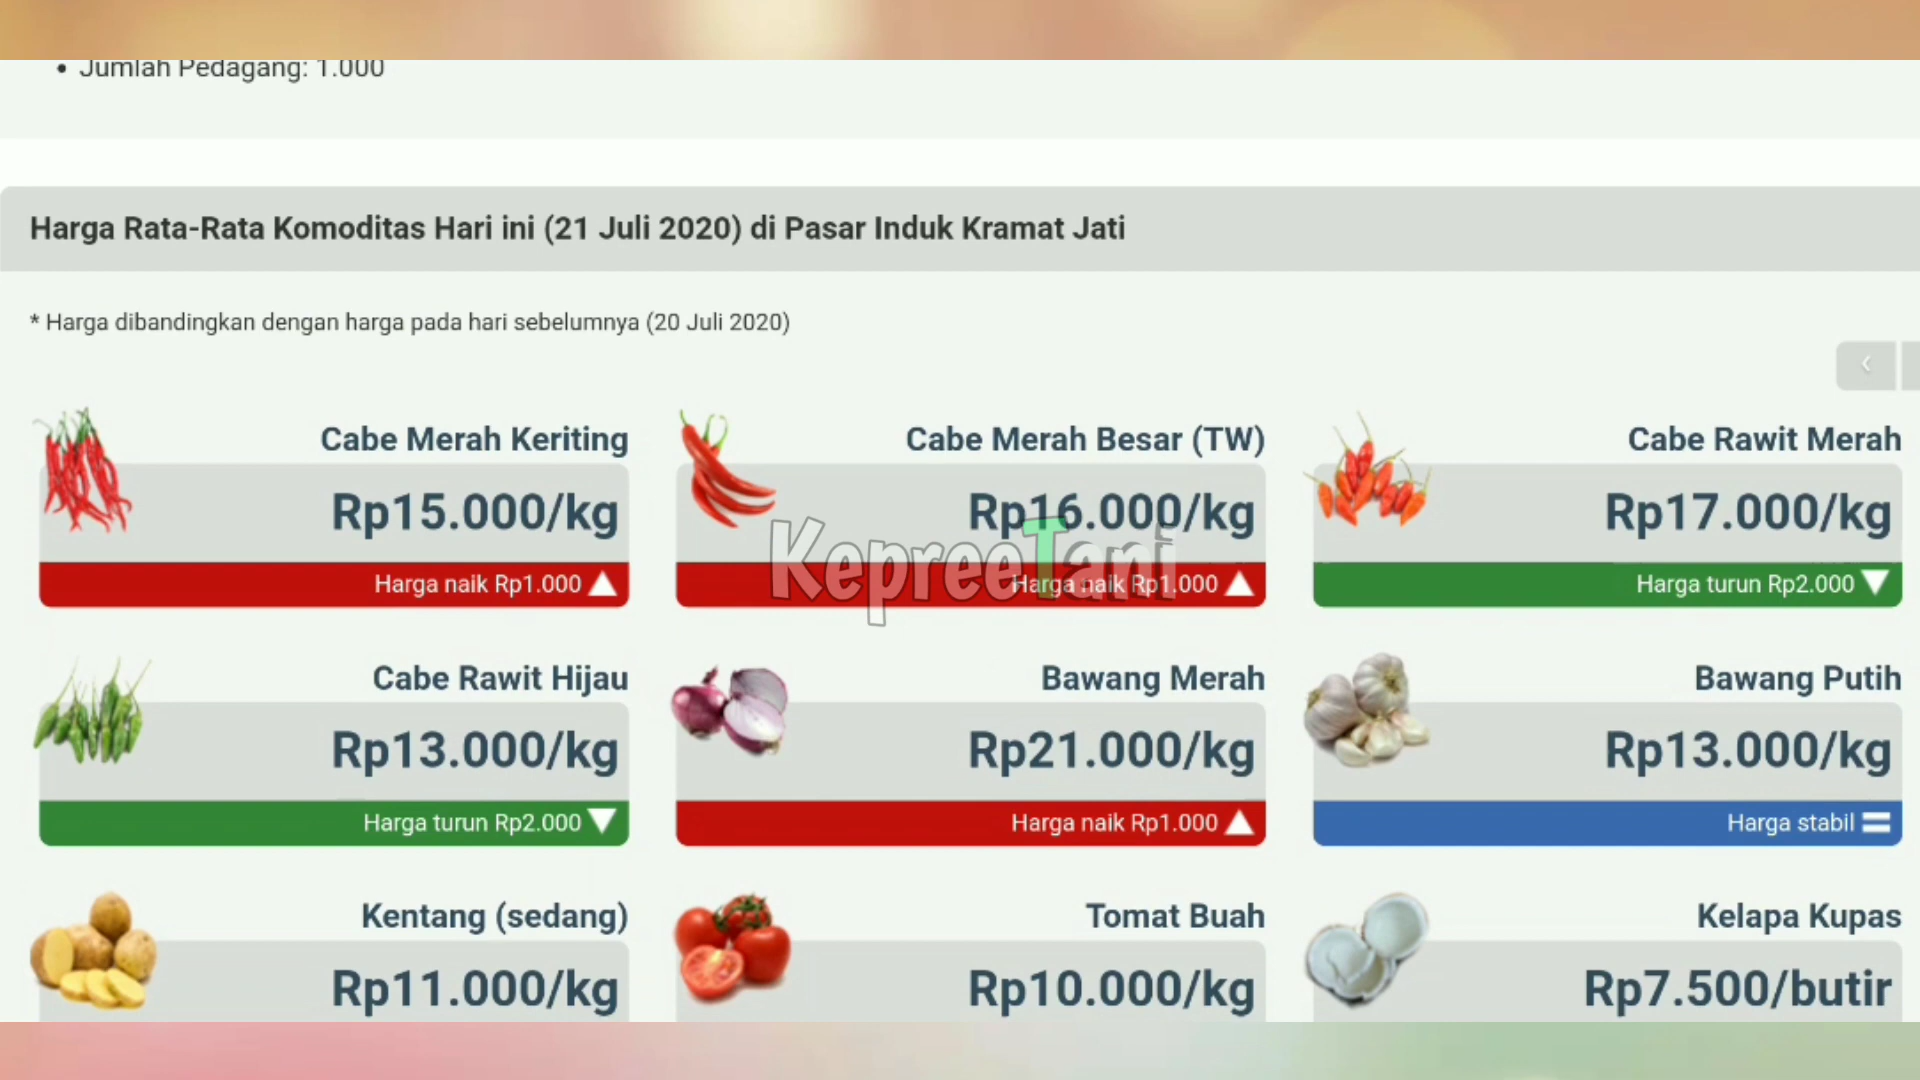 • Jumlah Pedagang: 1.000
Harga Rata-Rata Komoditas Hari ini (21 Juli 2020) di Pasar Induk Kramat Jati
* Harga dibandingkan dengan harga pada hari sebelumnya (20 Juli 2020)
Cabe Merah Keriting
Rp15.000/kg
Harga naik Rp1.000
Cabe Merah Besar (TW)
Rp16.000/kg
Harga naik Rp1.000
KepreeTani
Cabe Rawit Merah
Rp17.000/kg
Harga turun Rp2.000
Cabe Rawit Hijau
Rp13.000/kg
Harga turun Rp2.000
Bawang Merah
Rp21.000/kg
Harga naik Rp1.000
Bawang Putih
Rp13.000/kg
Harga stabil
Kentang (sedang)
Rp11.000/kg
Tomat Buah
Rp10.000/kg
Kelapa Kupas
Rp7.500/butir